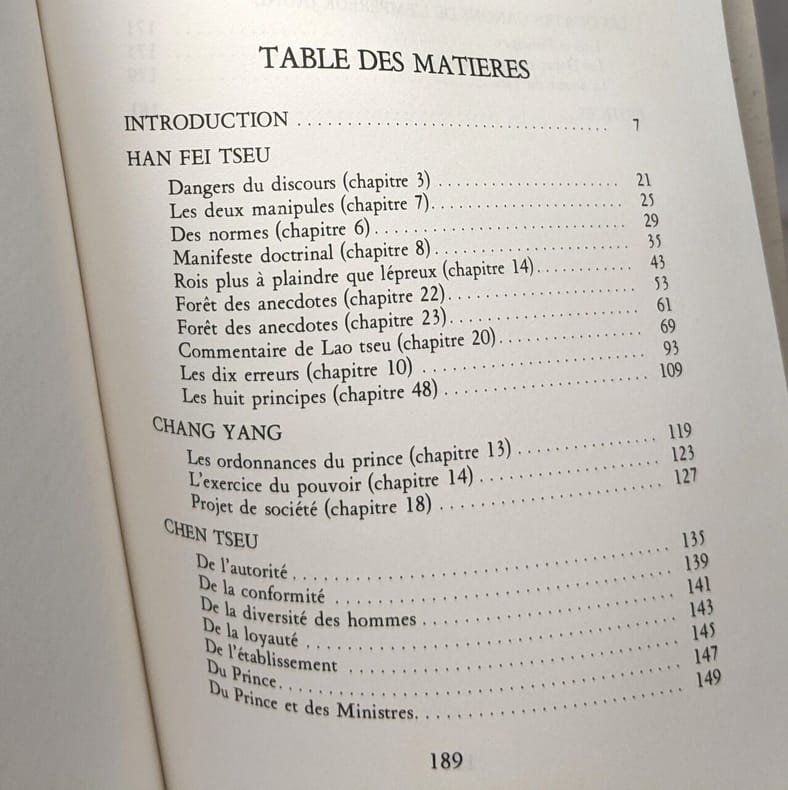 TABLE DES MATIERES
INTRODUCTION . . . . . . . . . . . . . . . . . . . . . . . . . . . . . . . . . . . . . 7
HAN FEI TSEU
Dangers du discours (chapitre 3) . . . . . . . . . . . . . . . . . . . . . 21
Les deux manipules (chapitre 7). . . . . . . . . . . . . . . . . . . . . . 25
Des normes (chapitre 6) . . . . . . . . . . . . . . . . . . . . . . . . . . . . 29
Manifeste doctrinal (chapitre 8) . . . . . . . . . . . . . . . . . . . . . . 35
Rois plus à plaindre que lépreux (chapitre 14). . . . . . . . . . . . 43
Forêt des anecdotes (chapitre 22). . . . . . . . . . . . . . . . . . . . . 53
Forêt des anecdotes (chapitre 23). . . . . . . . . . . . . . . . . . . . . 61
Commentaire de Lao tseu (chapitre 20). . . . . . . . . . . . . . . . 69
Les dix erreurs (chapitre 10) . . . . . . . . . . . . . . . . . . . . . . . . 93
Les huit principes (chapitre 48) . . . . . . . . . . . . . . . . . . . . . . 109
CHANG YANG
Les ordonnances du prince (chapitre 13) . . . . . . . . . . . . . . . 119
L'exercice du pouvoir (chapitre 14) . . . . . . . . . . . . . . . . . . . 123
Projet de société (chapitre 18) . . . . . . . . . . . . . . . . . . . . . . . 127
CHEN TSEU
De l'autorité . . . . . . . . . . . . . . . . . . . . . . . . . . . . . . . . . . . . . 135
De la conformité . . . . . . . . . . . . . . . . . . . . . . . . . . . . . . . . . 139
De la diversité des hommes . . . . . . . . . . . . . . . . . . . . . . . . . 141
De la loyauté . . . . . . . . . . . . . . . . . . . . . . . . . . . . . . . . . . . . 143
De l'établissement . . . . . . . . . . . . . . . . . . . . . . . . . . . . . . . . 145
Du Prince. . . . . . . . . . . . . . . . . . . . . . . . . . . . . . . . . . . . . . . 147
Du Prince et des Ministres. . . . . . . . . . . . . . . . . . . . . . . . . . 149
189